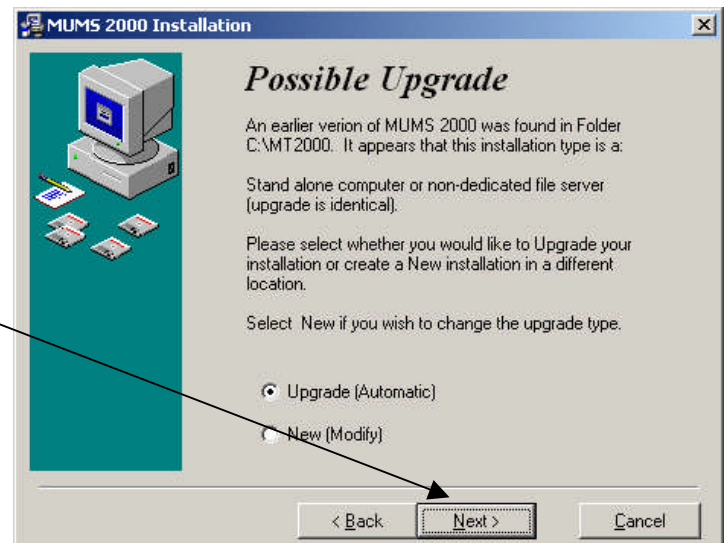 MUMS 2000 Installation
Possible Upgrade
An earlier verion of MUMS 2000 was found in Folder
C:\MT2000.  It appears that this installation type is a:
Stand alone computer or non-dedicated file server
(upgrade is identical).
Please select whether you would like to Upgrade your
installation or create a New installation in a different
location.
Select  New if you wish to change the upgrade type.
Upgrade (Automatic)
New (Modify)
< Back
Next >
Cancel